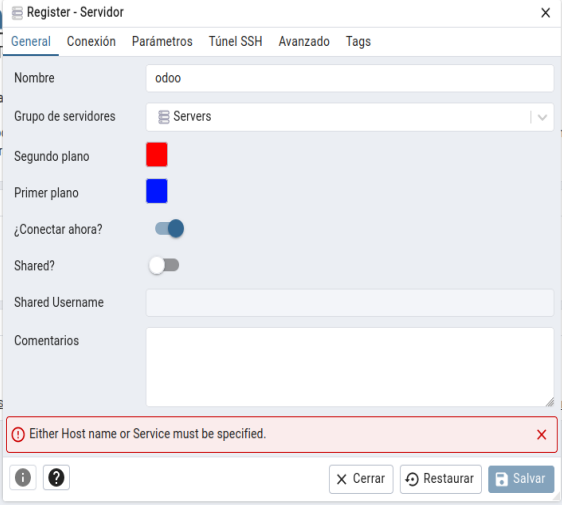 Register - Servidor
General Conexión Parámetros Túnel SSH Avanzado Tags
Nombre odoo
Grupo de servidores Servers
Segundo plano
Primer plano
¿Conectar ahora?
Shared?
Shared Username
Comentarios
Either Host name or Service must be specified.
Cerrar Restaurar Salvar